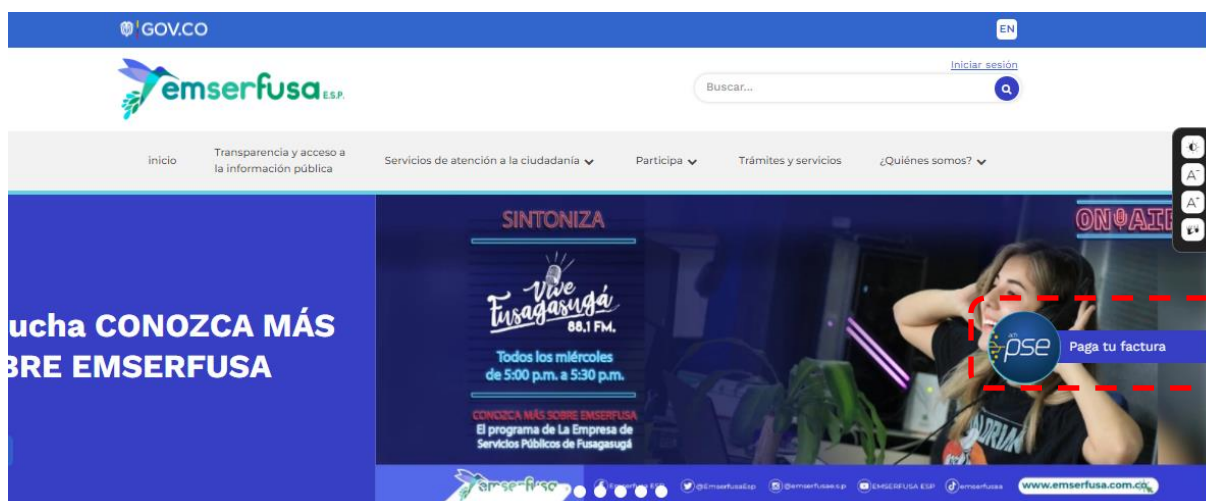 GOV.CO
EN
emserfusa E.S.P.
Iniciar sesión
Buscar...
inicio
Transparencia y acceso a
la información pública
Servicios de atención a la ciudadanía
Participa
Trámites y servicios
¿Quiénes somos?
A-
A+
ucha CONOZCA MÁS
BRE EMSERFUSA
SINTONIZA
Vive
Fusagasugá
88.1 FM.
Todos los miércoles
de 5:00 p.m. a 5:30 p.m.
CONOZCA MÁS SOBRE EMSERFUSA
El programa de La Empresa de
Servicios Públicos de Fusagasugá
ON AIR
pse
Paga tu factura
emserfusa
@EmserfusaEsp
@emserfusae.s.p
EMSERFUSA ESP
emserfusa
www.emserfusa.com.co